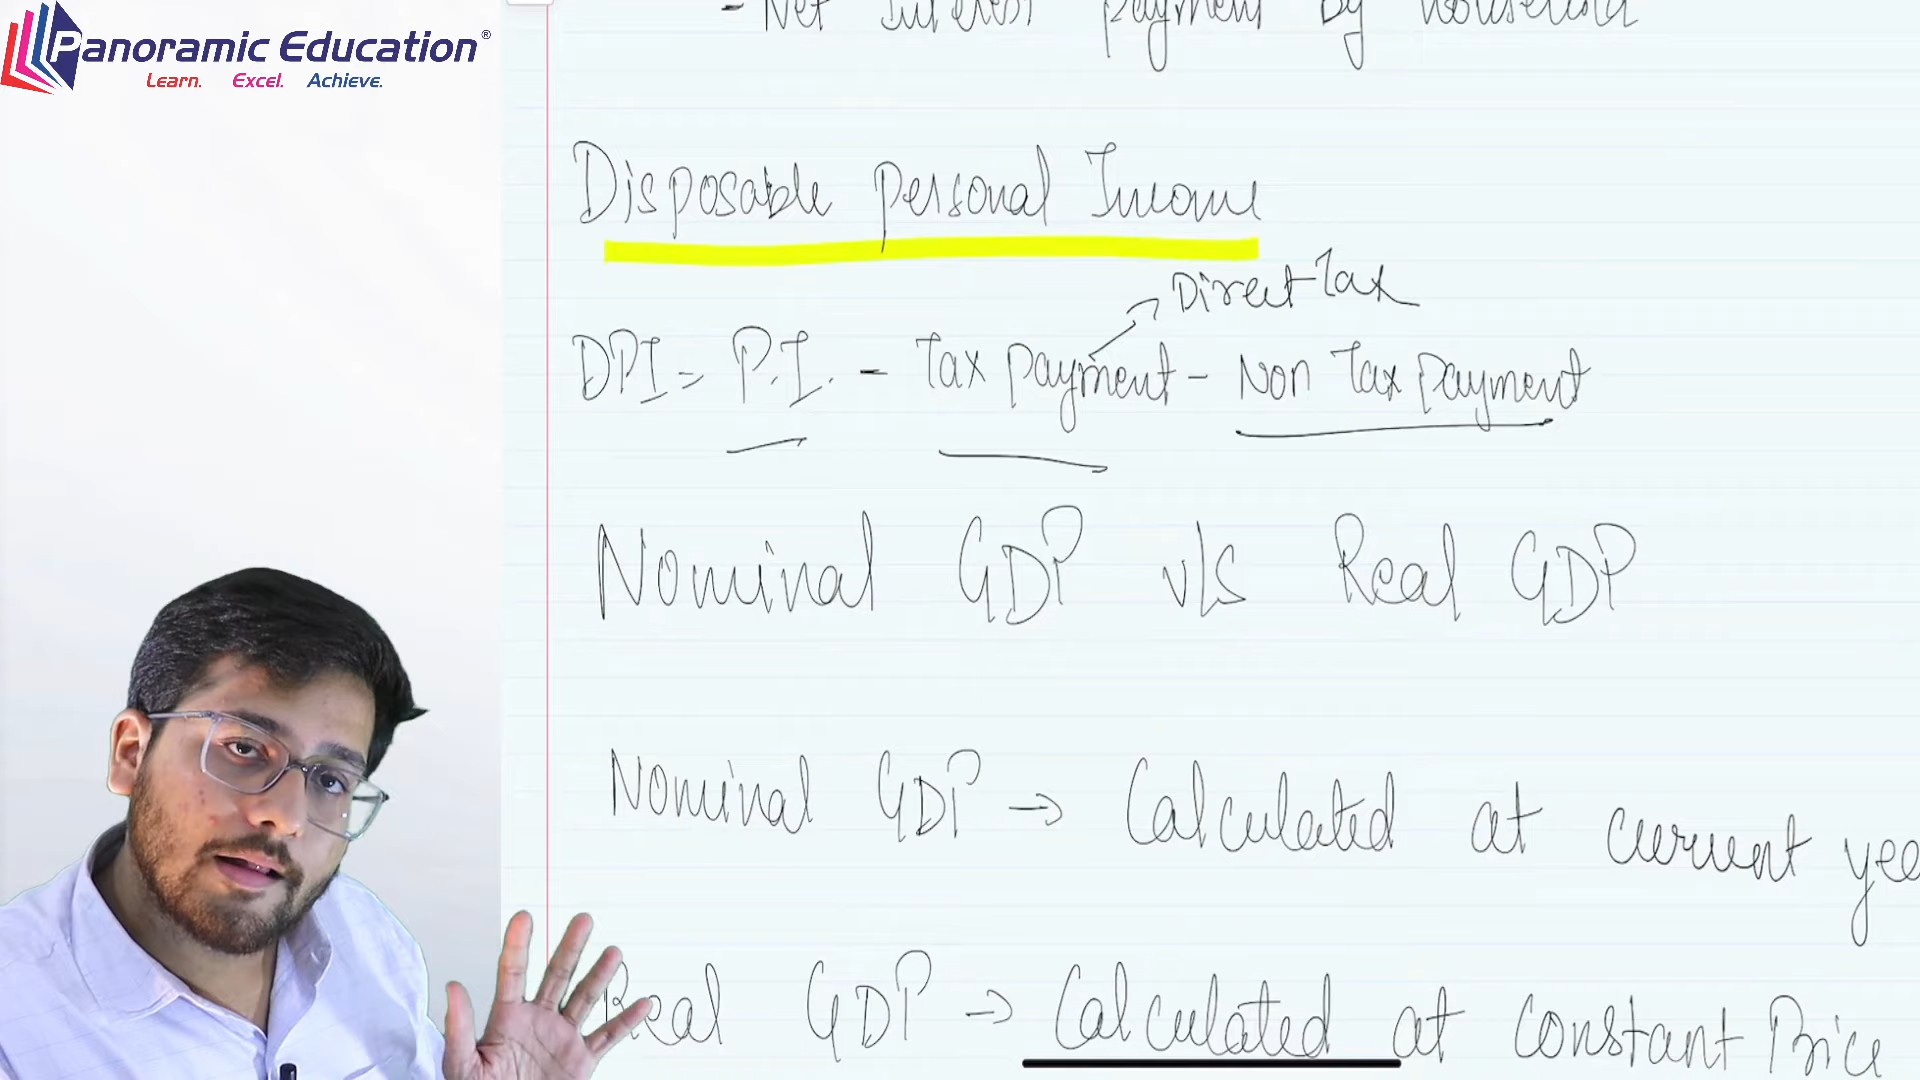 Panoramic Education®
Learn. Excel. Achieve.
- Net Interest payment by household
Disposable Personal Income
Direct Tax
DPI = P.I. - Tax payment - Non Tax payment
Nominal GDP v/s Real GDP
Nominal GDP → Calculated at current yea
Real GDP → Calculated at constant Price